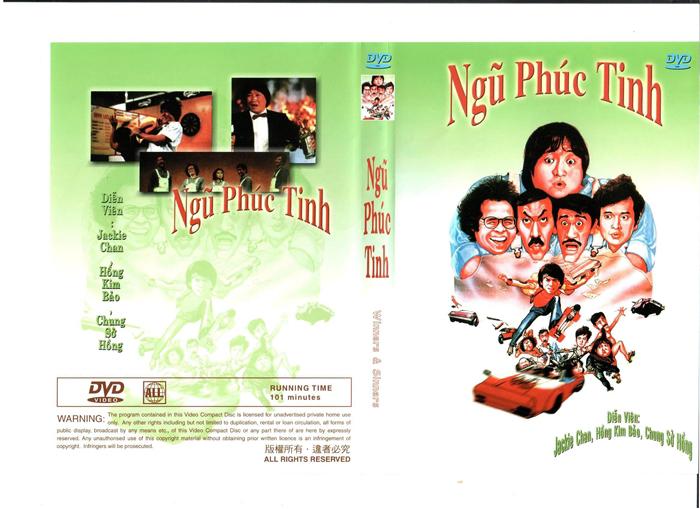 Ngũ Phúc Tinh
Diễn
Viên
:
Jackie
Chan
,
Hồng
Kim
Bảo
,
Chung
Sở
Hồng
DVD
VIDEO
ALL
RUNNING TIME
101 minutes
WARNING: The program contained in this Video Compact Disc is licensed for unadvertised private home use
only. Any other rights including but not limited to duplication, rental or loan circulation, all forms of
public display, broadcast by any means etc., of this Video Compact Disc or any part there of are here by expressly
reserved. Any unauthorised use of this copyright material without obtaining prior written licence is an infringement of
copyright. Infringers will be prosecuted.
版權所有·違者必究
ALL RIGHTS RESERVED
DVD
Ngũ
Phúc
Tinh
Winners & Sinners
DVD
Ngũ Phúc Tinh
Diễn Viên:
Jackie Chan, Hồng Kim Bảo, Chung Sở Hồng